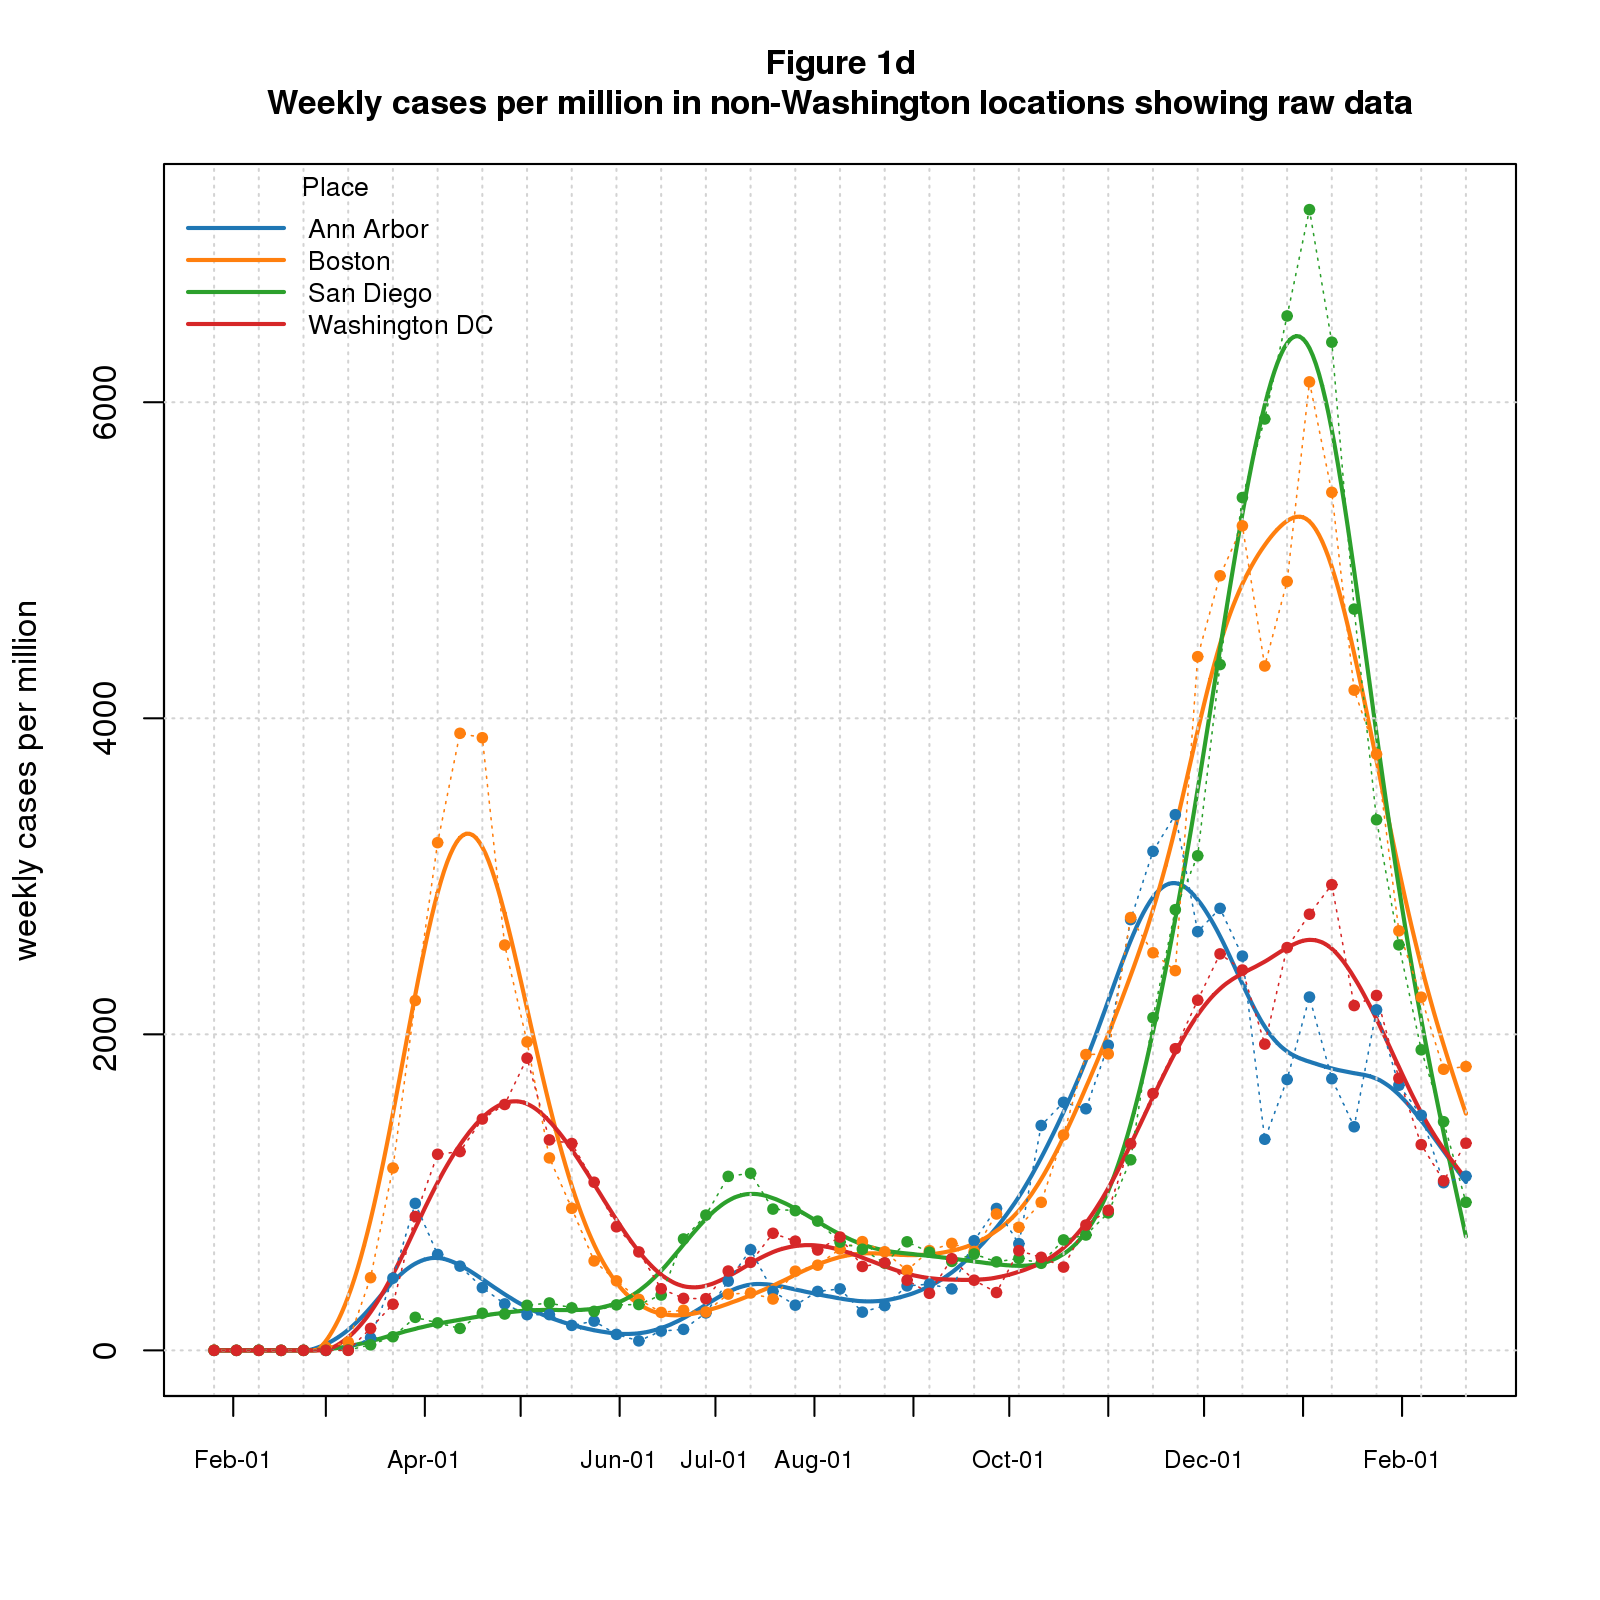 Figure 1d
Weekly cases per million in non-Washington locations showing raw data
Place
Ann Arbor
Boston
San Diego
Washington DC
weekly cases per million
6000
4000
2000
0
Feb-01 Apr-01 Jun-01 Jul-01 Aug-01 Oct-01 Dec-01 Feb-01